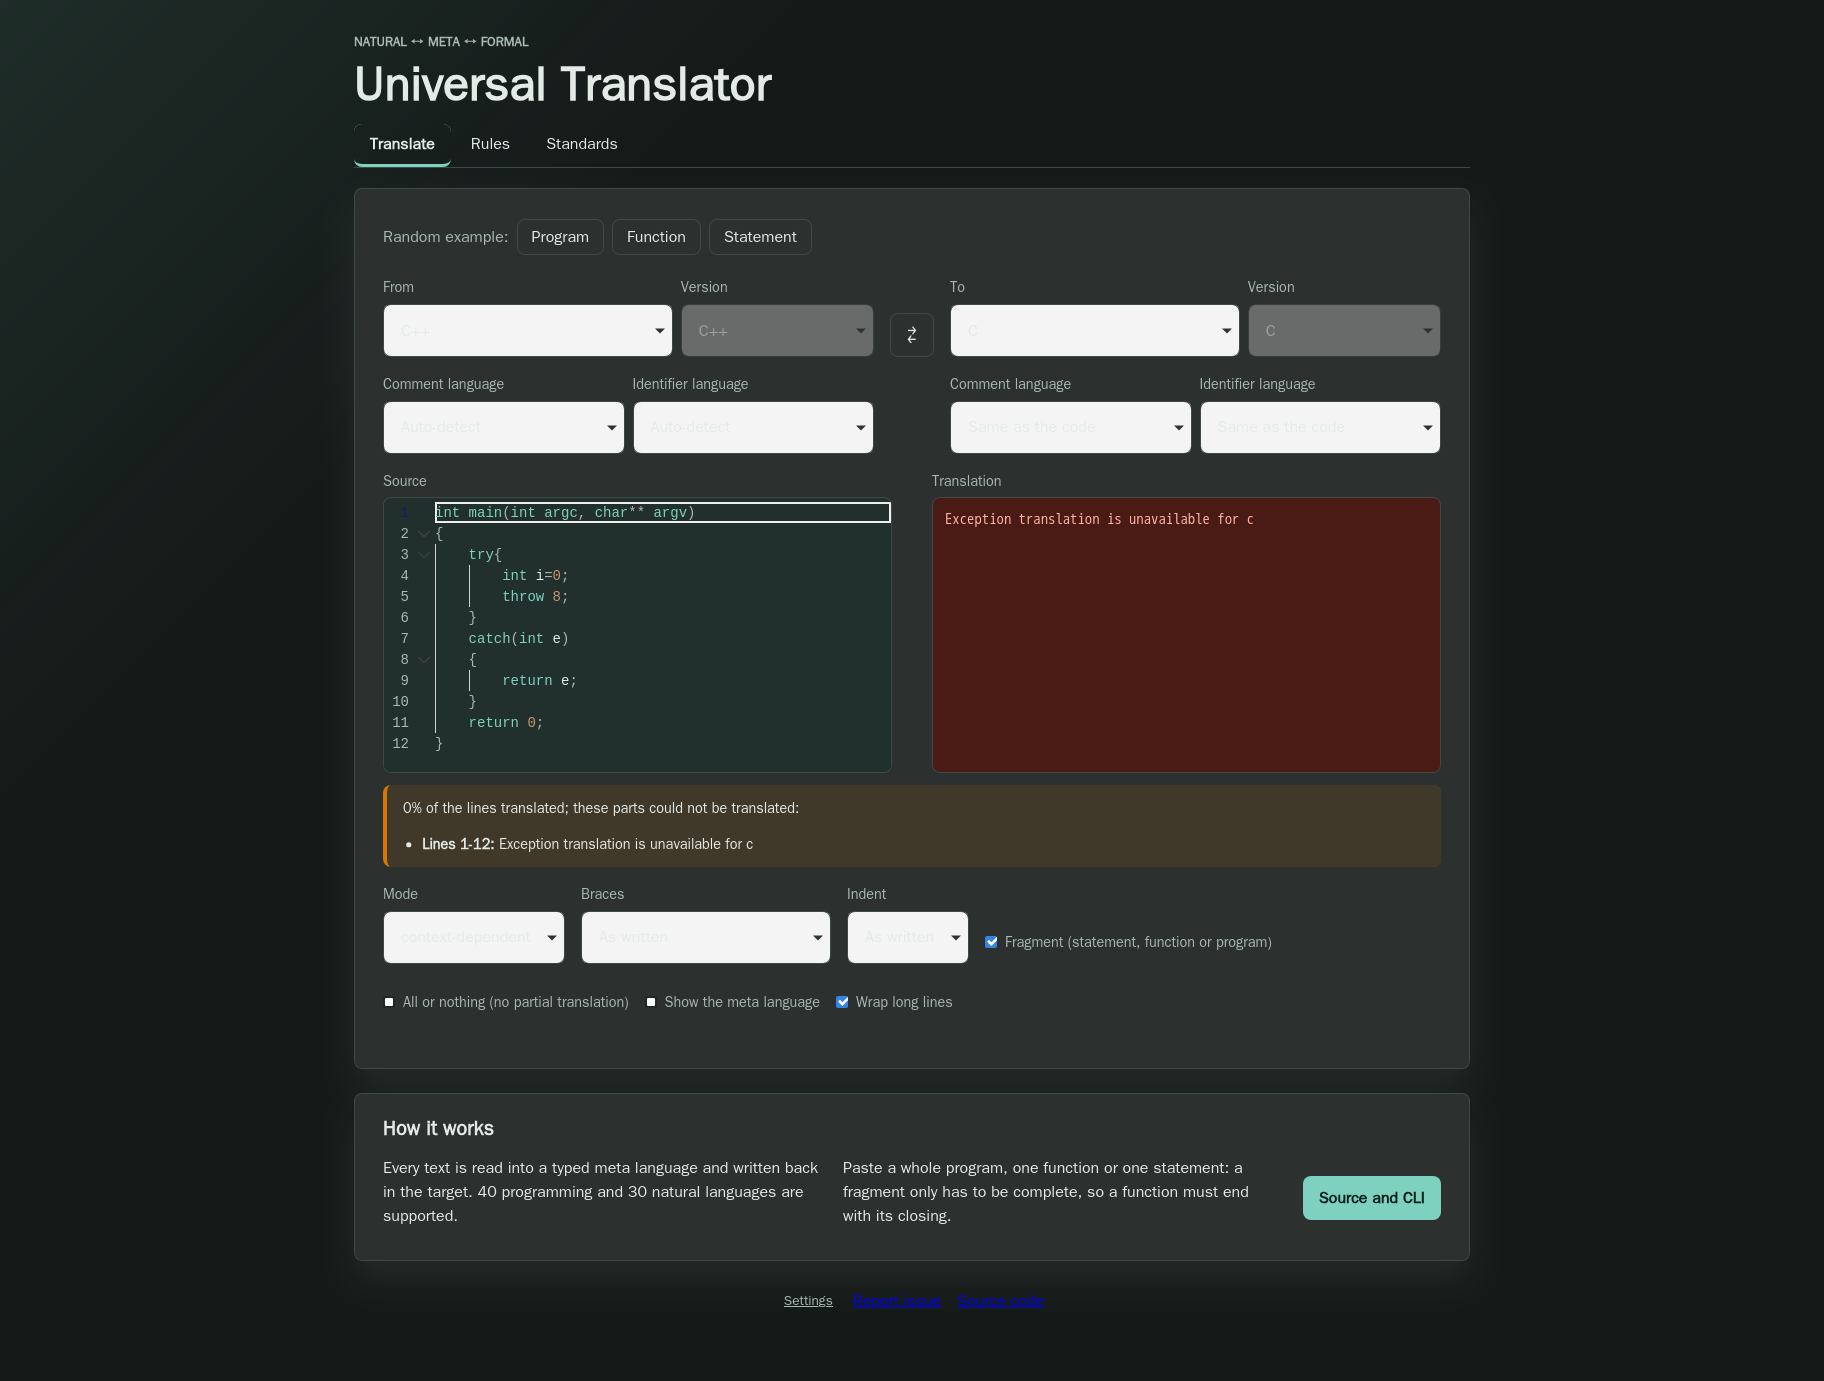 NATURAL ↔ META ↔ FORMAL
Universal Translator
Translate Rules Standards
Random example: Program Function Statement
From Version To Version
C++ C++ ⇄ C C
Comment language Identifier language Comment language Identifier language
Auto-detect Auto-detect Same as the code Same as the code
Source
1 int main(int argc, char** argv)
2 {
3     try{
4         int i=0;
5         throw 8;
6     }
7     catch(int e)
8     {
9         return e;
10     }
11     return 0;
12 }
Translation
Exception translation is unavailable for c
0% of the lines translated; these parts could not be translated:
• Lines 1-12: Exception translation is unavailable for c
Mode Braces Indent
context-dependent As written As written Fragment (statement, function or program)
All or nothing (no partial translation) Show the meta language Wrap long lines
How it works
Every text is read into a typed meta language and written back
in the target. 40 programming and 30 natural languages are
supported.
Paste a whole program, one function or one statement: a
fragment only has to be complete, so a function must end
with its closing.
Source and CLI
Settings Report issue Source code